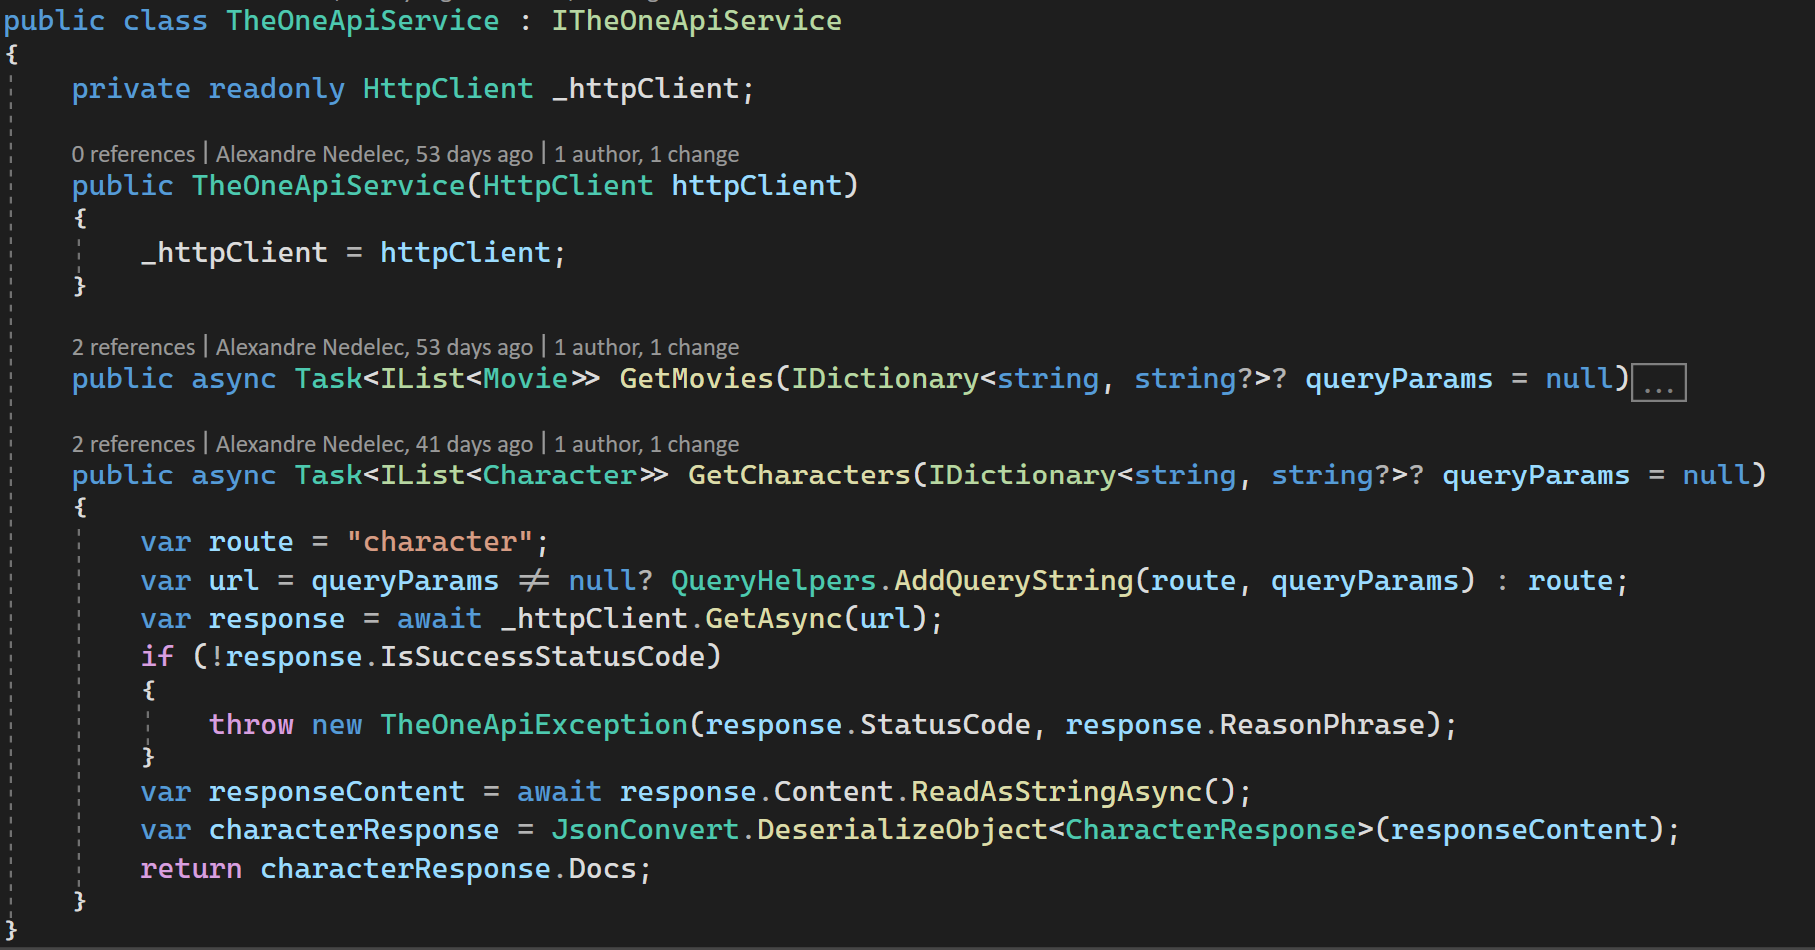 public class TheOneApiService : ITheOneApiService
{
private readonly HttpClient _httpClient;
0 references | Alexandre Nedelec, 53 days ago | 1 author, 1 change
public TheOneApiService(HttpClient httpClient)
{
_httpClient = httpClient;
}
2 references | Alexandre Nedelec, 53 days ago | 1 author, 1 change
public async Task<IList<Movie>> GetMovies(IDictionary<string, string?>? queryParams = null)...
2 references | Alexandre Nedelec, 41 days ago | 1 author, 1 change
public async Task<IList<Character>> GetCharacters(IDictionary<string, string?>? queryParams = null)
{
var route = "character";
var url = queryParams != null? QueryHelpers.AddQueryString(route, queryParams) : route;
var response = await _httpClient.GetAsync(url);
if (!response.IsSuccessStatusCode)
{
throw new TheOneApiException(response.StatusCode, response.ReasonPhrase);
}
var responseContent = await response.Content.ReadAsStringAsync();
var characterResponse = JsonConvert.DeserializeObject<CharacterResponse>(responseContent);
return characterResponse.Docs;
}
}